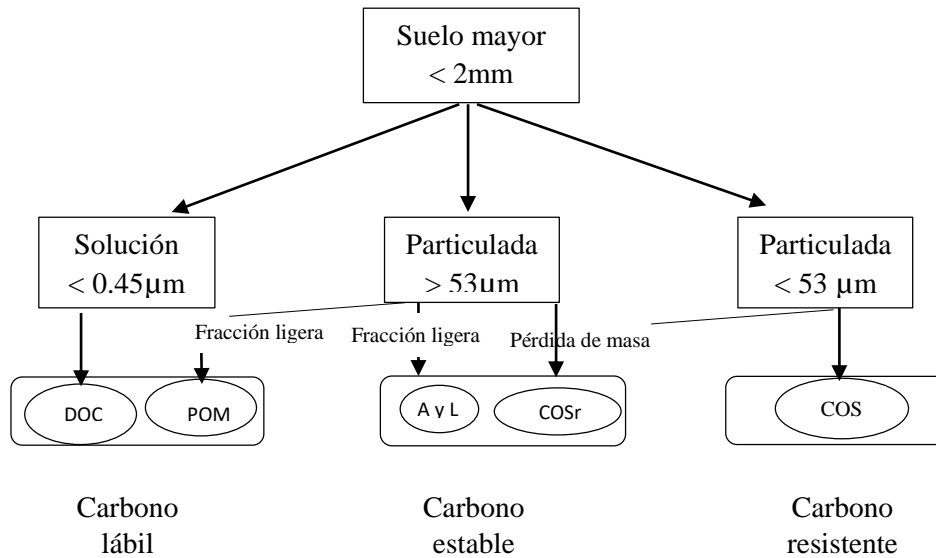 Suelo mayor
< 2mm
Solución
< 0.45µm
Particulada
> 53µm
Particulada
< 53 µm
Fracción ligera
Fracción ligera
Pérdida de masa
DOC
POM
A y L
COSr
COS
Carbono
lábil
Carbono
estable
Carbono
resistente